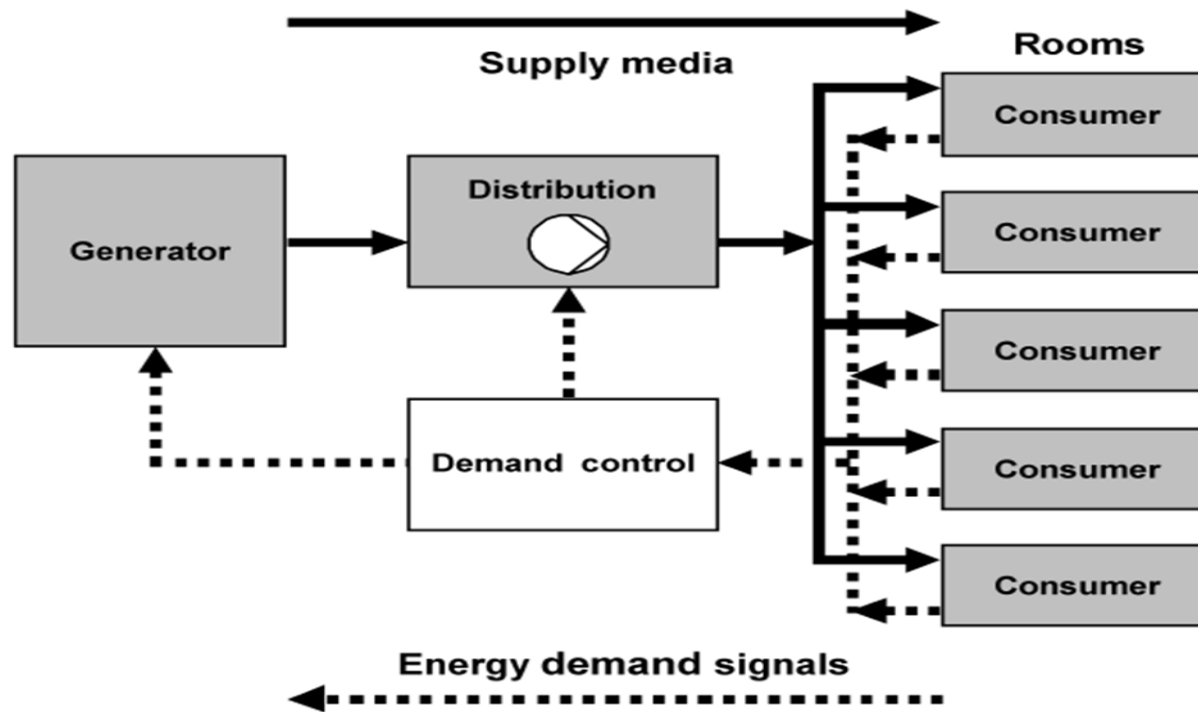 Supply media
Rooms
Consumer
Generator
Distribution
Consumer
Consumer
Demand control
Consumer
Consumer
Energy demand signals